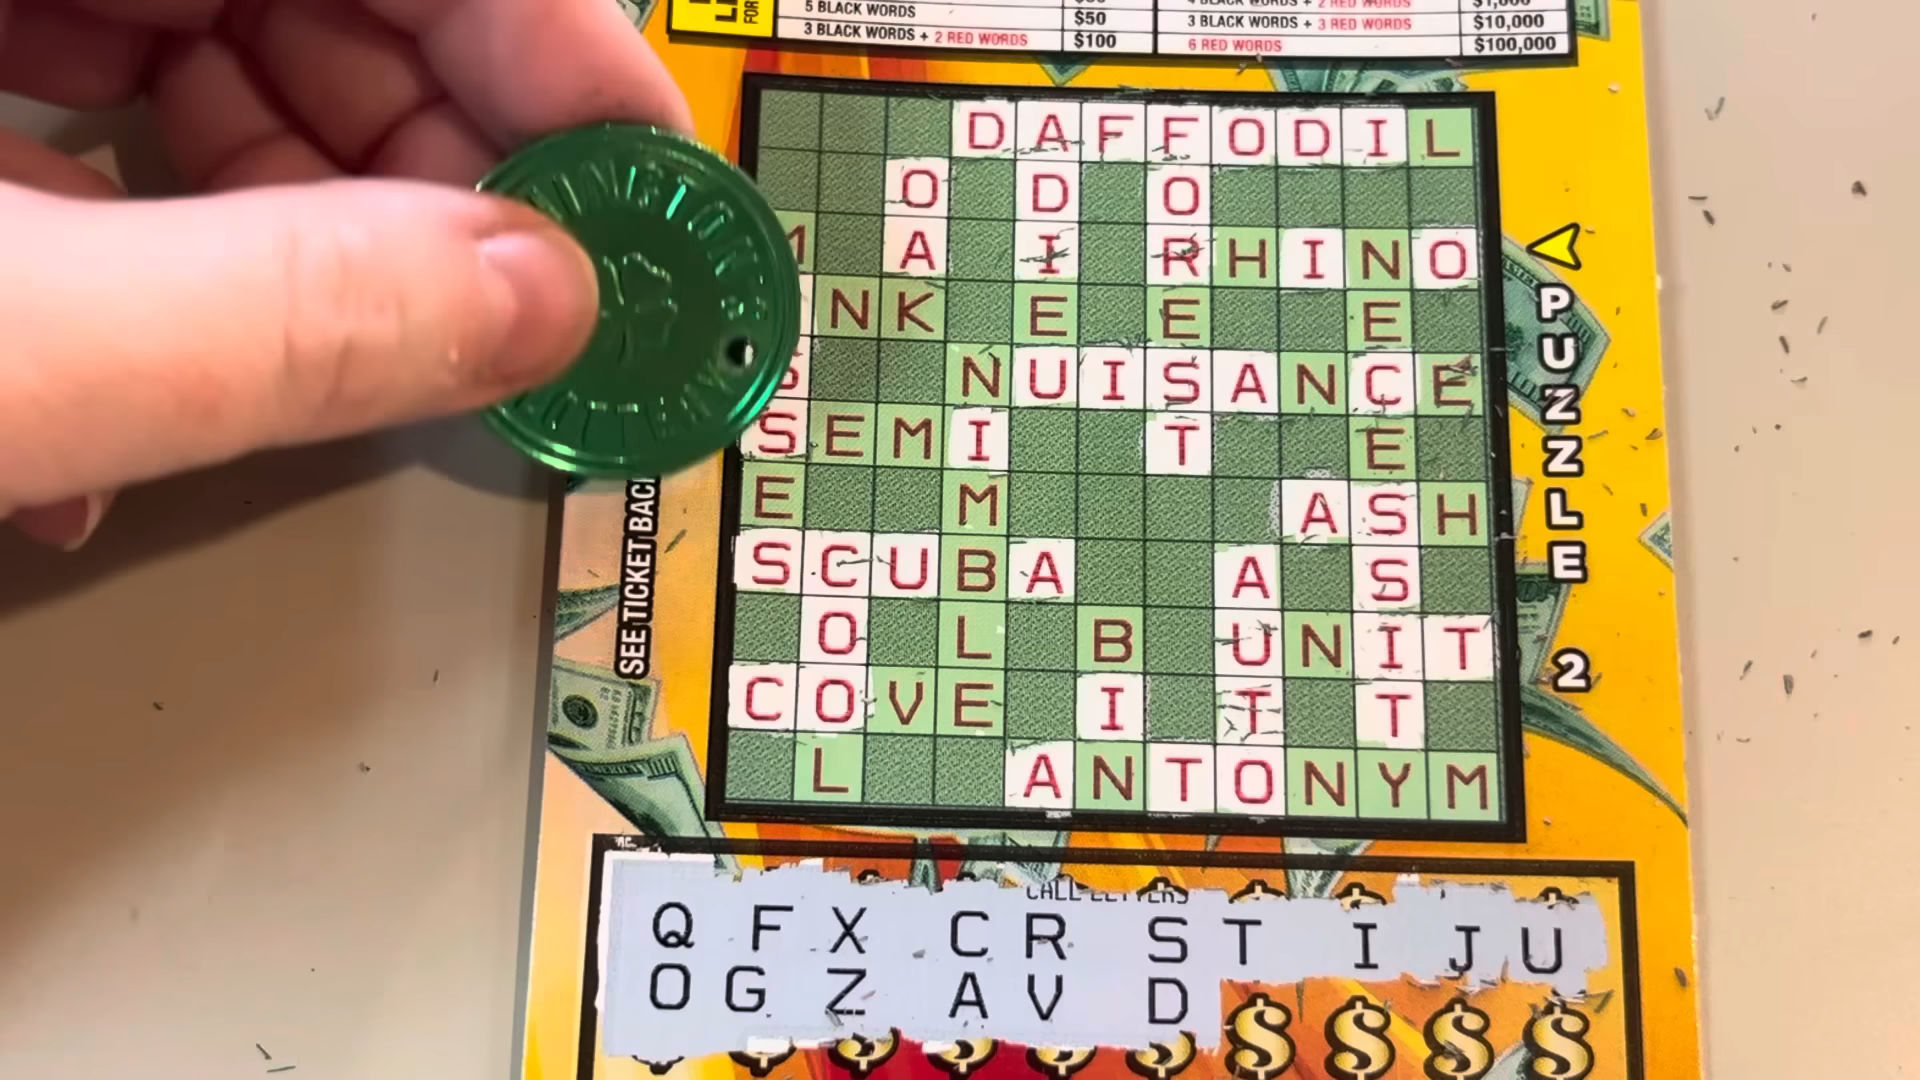 5 BLACK WORDS
$50
3 BLACK WORDS + 3 RED WORDS $10,000
3 BLACK WORDS + 2 RED WORDS $100
6 RED WORDS $100,000
DAFFODIL
O D O
A I RHINO
NK E E E
S NUISANCE
SEMI T E
E M ASH
SCUBA A S
O L B UNIT
COVE I T T
L ANTONYM
SEE TICKET BAC
PUZZLE 2
CALL LETTERS
Q F X C R S T I J U
O G Z A V D
$ $ $ $